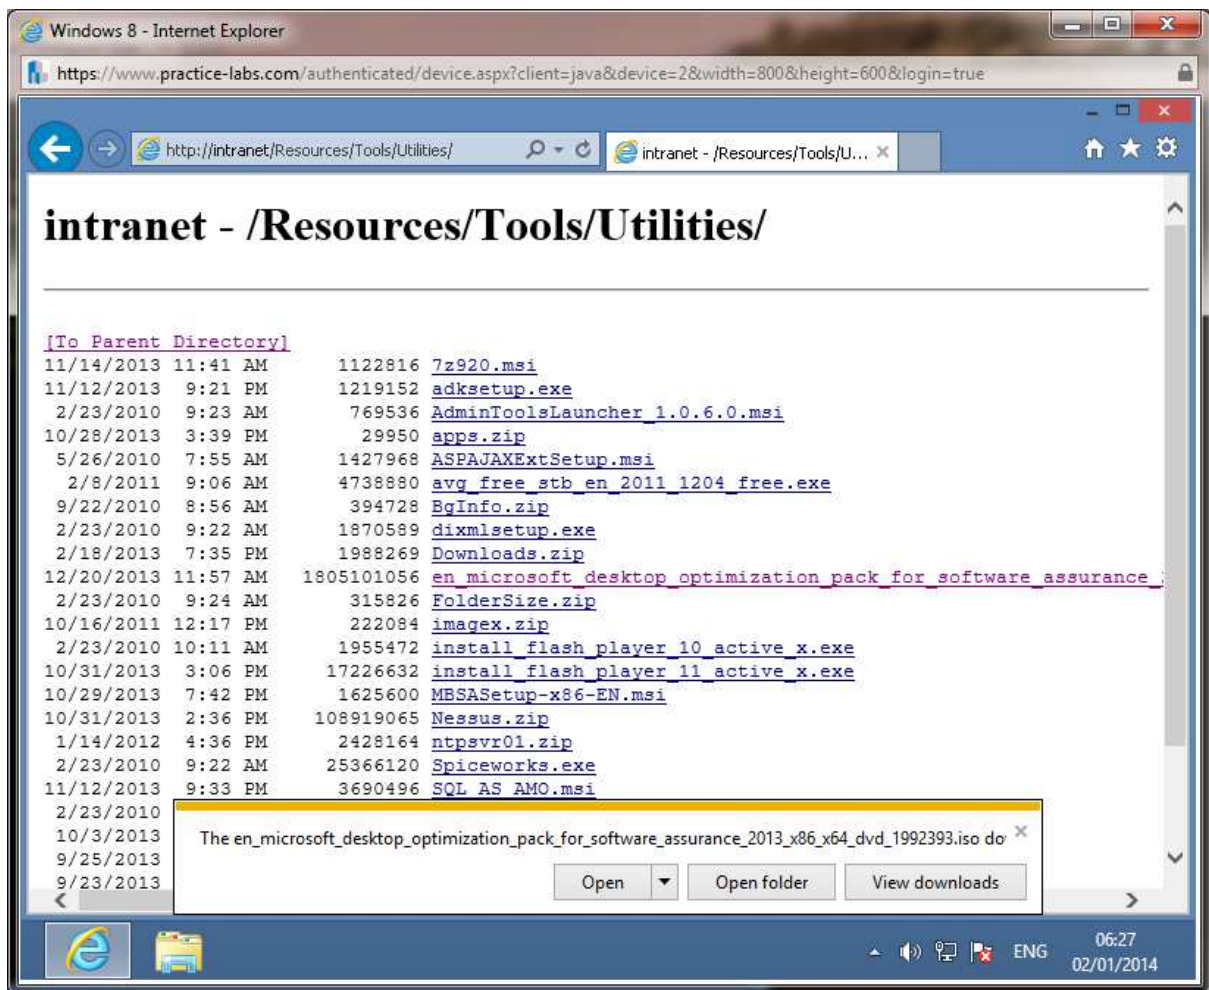 Windows 8 - Internet Explorer
https://www.practice-labs.com/authenticated/device.aspx?client=java&device=2&width=800&height=600&login=true
http://intranet/Resources/Tools/Utilities/
intranet - /Resources/Tools/U...
intranet - /Resources/Tools/Utilities/
[To Parent Directory]
11/14/2013 11:41 AM 1122816 7z920.msi
11/12/2013 9:21 PM 1219152 adksetup.exe
2/23/2010 9:23 AM 769536 AdminToolsLauncher_1.0.6.0.msi
10/28/2013 3:39 PM 29950 apps.zip
5/26/2010 7:55 AM 1427968 ASPAJAXExtSetup.msi
2/8/2011 9:06 AM 4738880 avg_free_stb_en_2011_1204_free.exe
9/22/2010 8:56 AM 394728 BgInfo.zip
2/23/2010 9:22 AM 1870589 dixmlsetup.exe
2/18/2013 7:35 PM 1988269 Downloads.zip
12/20/2013 11:57 AM 1805101056 en_microsoft_desktop_optimization_pack_for_software_assurance_
2/23/2010 9:24 AM 315826 FolderSize.zip
10/16/2011 12:17 PM 222084 imagex.zip
2/23/2010 10:11 AM 1955472 install_flash_player_10_active_x.exe
10/31/2013 3:06 PM 17226632 install_flash_player_11_active_x.exe
10/29/2013 7:42 PM 1625600 MBSASetup-x86-EN.msi
10/31/2013 2:36 PM 108919065 Nessus.zip
1/14/2012 4:36 PM 2428164 ntpsvr01.zip
2/23/2010 9:22 AM 25366120 Spiceworks.exe
11/12/2013 9:33 PM 3690496 SQL_AS_AMO.msi
2/23/2010
10/3/2013
9/25/2013
9/23/2013
The en_microsoft_desktop_optimization_pack_for_software_assurance_2013_x86_x64_dvd_1992393.iso do
Open
Open folder
View downloads
ENG
06:27
02/01/2014